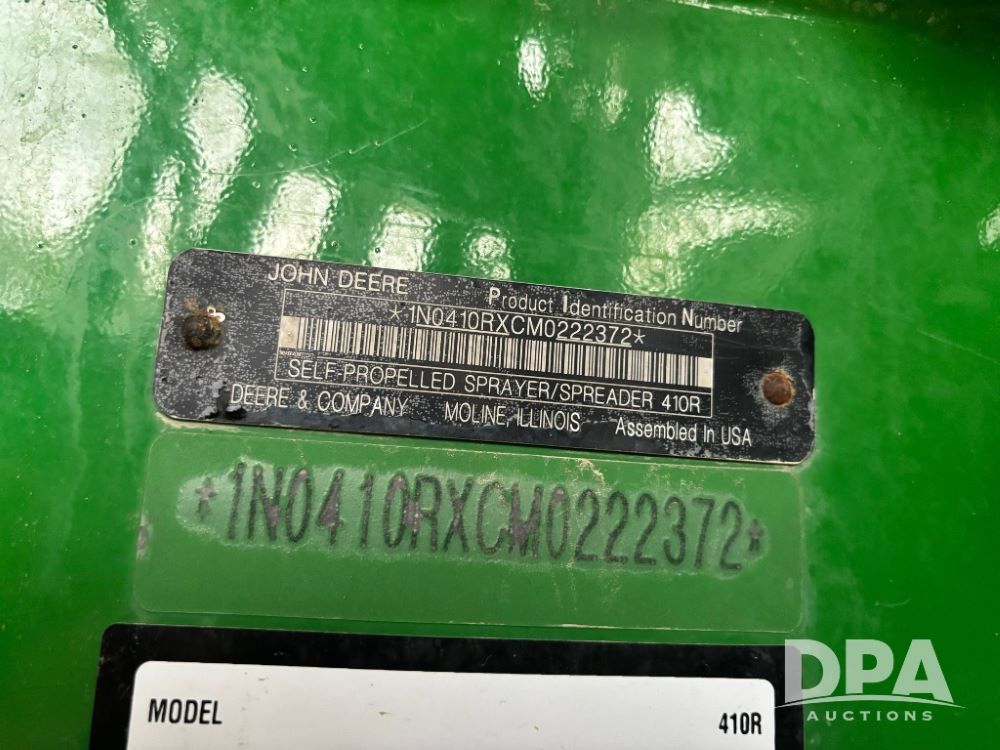 JOHN DEERE
Product Identification Number
*1N0410RXCM0222372*
SELF-PROPELLED SPRAYER/SPREADER 410R
DEERE & COMPANY MOLINE, ILLINOIS Assembled In USA
*1N0410RXCM0222372*
MODEL 410R
DPA
AUCTIONS